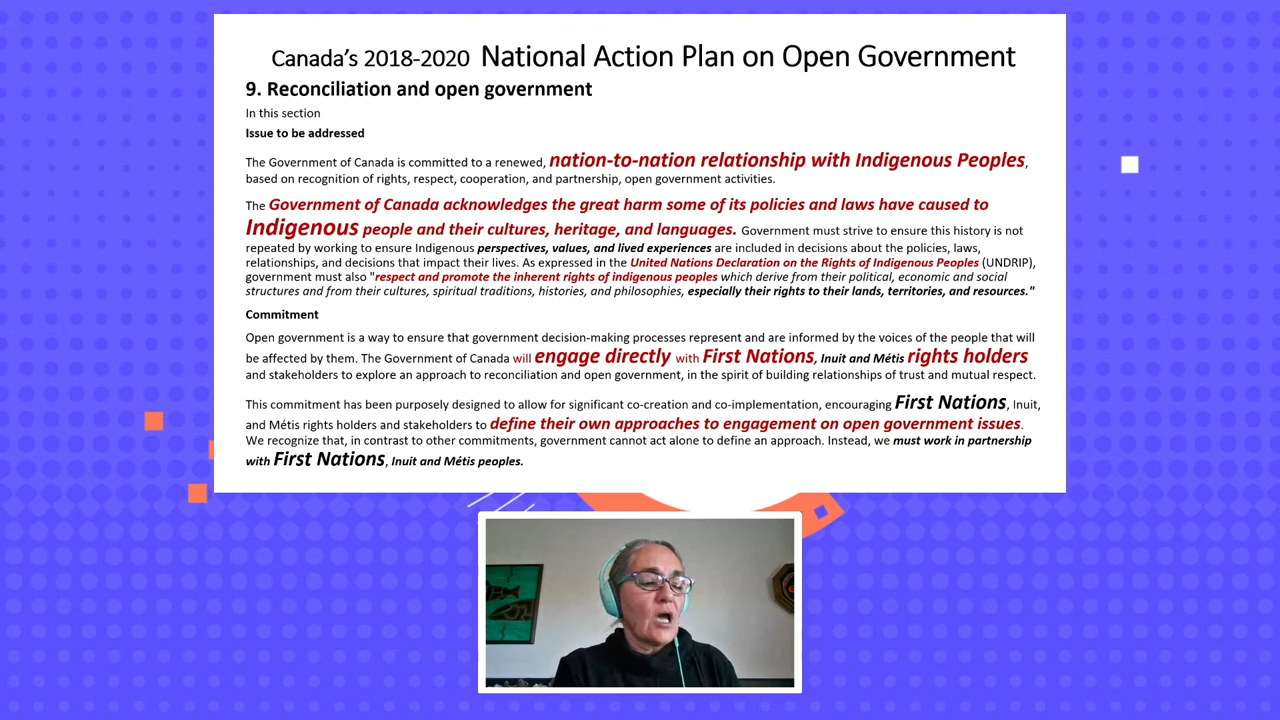 Canada's 2018-2020 National Action Plan on Open Government
9. Reconciliation and open government
In this section
Issue to be addressed
The Government of Canada is committed to a renewed, nation-to-nation relationship with Indigenous Peoples,
based on recognition of rights, respect, cooperation, and partnership, open government activities.
The Government of Canada acknowledges the great harm some of its policies and laws have caused to
Indigenous people and their cultures, heritage, and languages. Government must strive to ensure this history is not
repeated by working to ensure Indigenous perspectives, values, and lived experiences are included in decisions about the policies, laws,
relationships, and decisions that impact their lives. As expressed in the United Nations Declaration on the Rights of Indigenous Peoples (UNDRIP),
government must also "respect and promote the inherent rights of indigenous peoples which derive from their political, economic and social
structures and from their cultures, spiritual traditions, histories, and philosophies, especially their rights to their lands, territories, and resources."
Commitment
Open government is a way to ensure that government decision-making processes represent and are informed by the voices of the people that will
be affected by them. The Government of Canada will engage directly with First Nations, Inuit and Métis rights holders
and stakeholders to explore an approach to reconciliation and open government, in the spirit of building relationships of trust and mutual respect.
This commitment has been purposely designed to allow for significant co-creation and co-implementation, encouraging First Nations, Inuit,
and Métis rights holders and stakeholders to define their own approaches to engagement on open government issues.
We recognize that, in contrast to other commitments, government cannot act alone to define an approach. Instead, we must work in partnership
with First Nations, Inuit and Métis peoples.